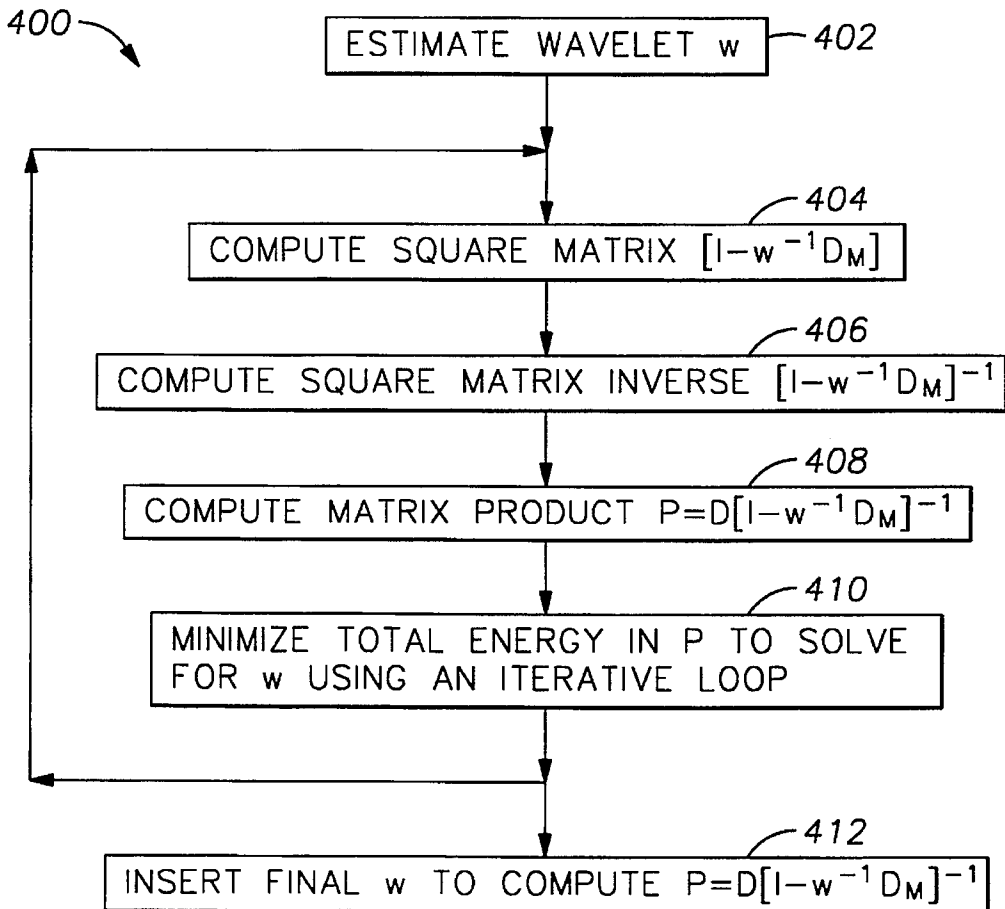 400
ESTIMATE WAVELET w
402
404
COMPUTE SQUARE MATRIX [I−w⁻¹D_M]
406
COMPUTE SQUARE MATRIX INVERSE [I−w⁻¹D_M]⁻¹
408
COMPUTE MATRIX PRODUCT P=D[I−w⁻¹D_M]⁻¹
410
MINIMIZE TOTAL ENERGY IN P TO SOLVE
FOR w USING AN ITERATIVE LOOP
412
INSERT FINAL w TO COMPUTE P=D[I−w⁻¹D_M]⁻¹